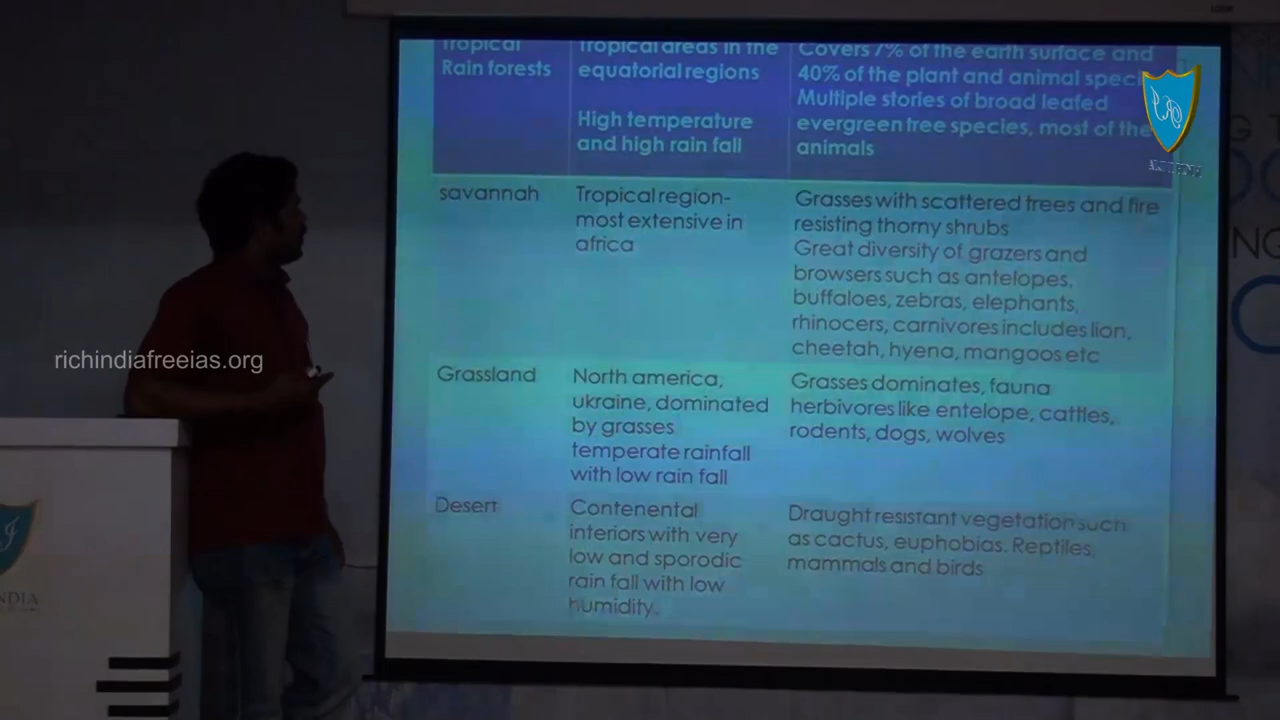 Tropical
Rain forests
Tropical areas in the
equatorial regions
High temperature
and high rain fall
Covers 7% of the earth surface and
40% of the plant and animal speci
Multiple stories of broad leafed
evergreen tree species, most of the
animals
savannah
Tropical region-
most extensive in
africa
Grasses with scattered trees and fire
resisting thorny shrubs
Great diversity of grazers and
browsers such as antelopes,
buffaloes, zebras, elephants,
rhinocers, carnivores includes lion,
cheetah, hyena, mangoos etc
Grassland
North america,
ukraine, dominated
by grasses
temperate rainfall
with low rain fall
Grasses dominates, fauna
herbivores like entelope, cattles,
rodents, dogs, wolves
Desert
Contenental
interiors with very
low and sporodic
rain fall with low
humidity.
Draught resistant vegetation such
as cactus, euphobias. Reptiles,
mammals and birds
richindiafreeias.org
NDIA